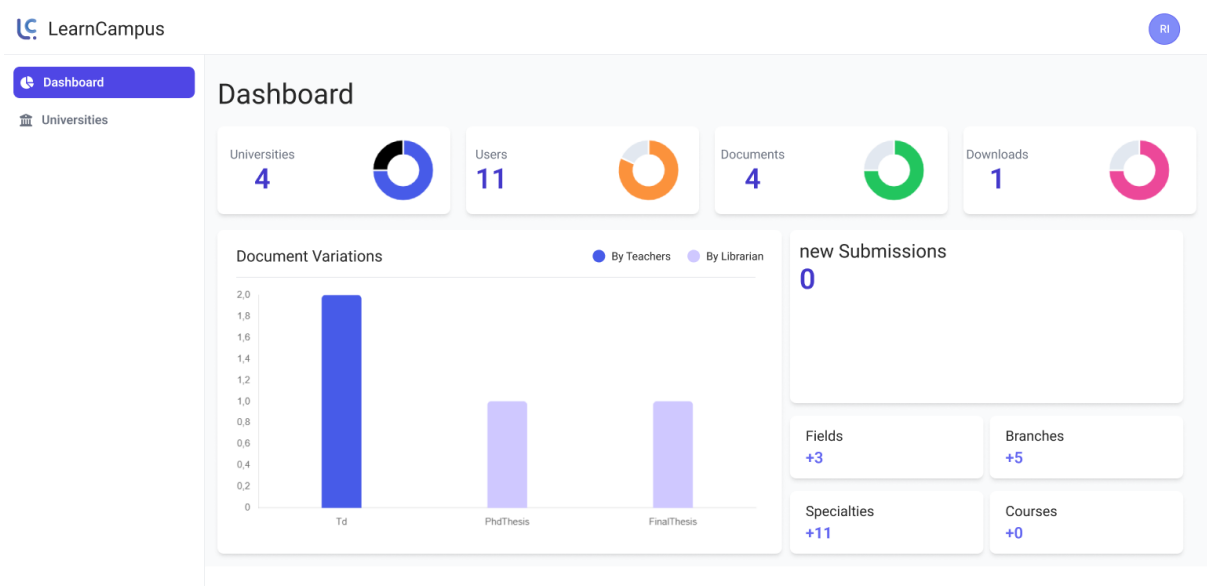 LC LearnCampus
RI
Dashboard
Universities
Dashboard
Universities
4
Users
11
Documents
4
Downloads
1
Document Variations
By Teachers
By Librarian
2,0
1,8
1,6
1,4
1,2
1,0
0,8
0,6
0,4
0,2
0
Td
PhdThesis
FinalThesis
new Submissions
0
Fields
+3
Branches
+5
Specialties
+11
Courses
+0